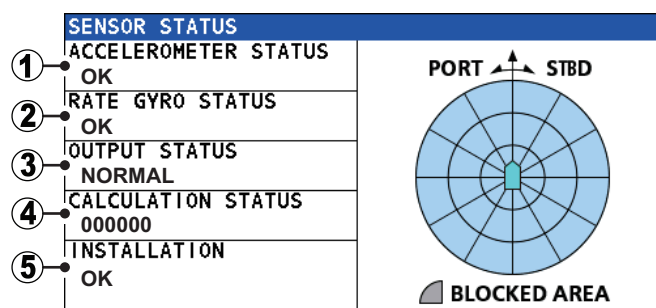 SENSOR STATUS
1 ACCELEROMETER STATUS
OK
2 RATE GYRO STATUS
OK
3 OUTPUT STATUS
NORMAL
4 CALCULATION STATUS
000000
5 INSTALLATION
OK
PORT STBD
BLOCKED AREA